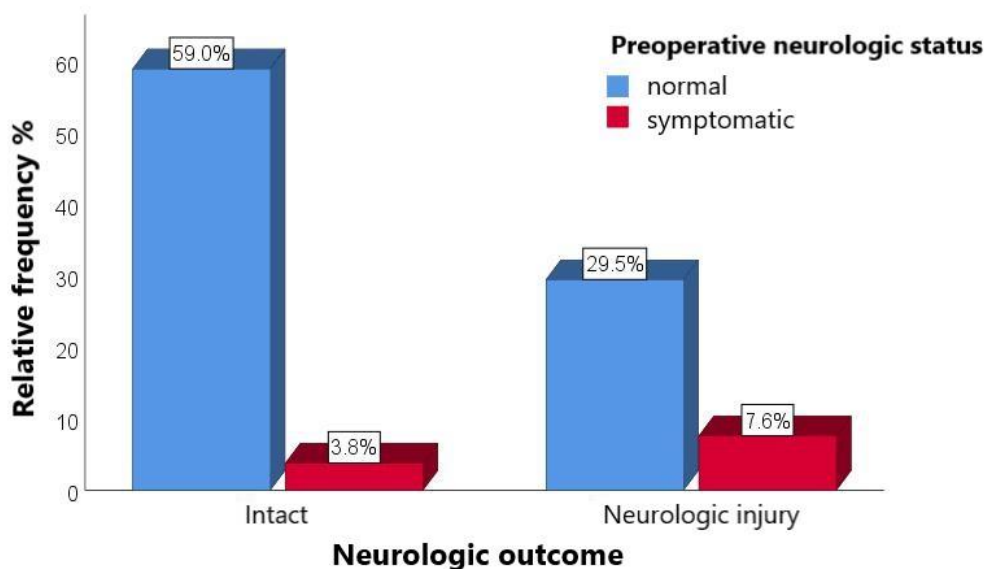 Relative frequency %
60
50
40
30
20
10
0
59.0%
3.8%
29.5%
7.6%
Preoperative neurologic status
normal
symptomatic
Intact
Neurologic injury
Neurologic outcome